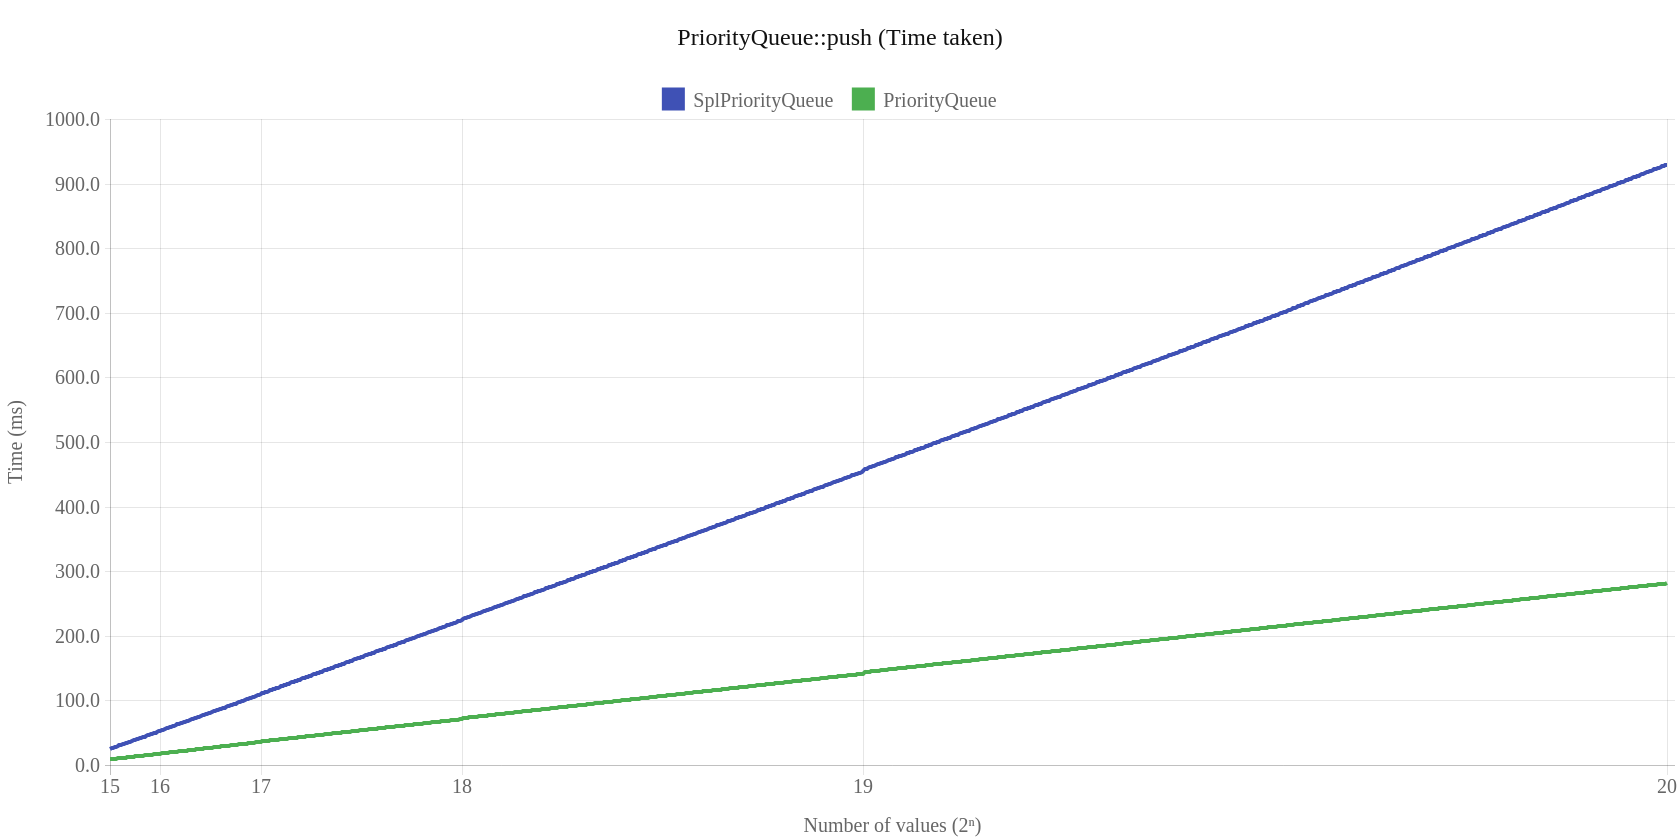 PriorityQueue::push (Time taken)
SplPriorityQueue PriorityQueue
1000.0
900.0
800.0
700.0
600.0
500.0
400.0
300.0
200.0
100.0
0.0
Time (ms)
15 16 17 18 19 20
Number of values (2ⁿ)